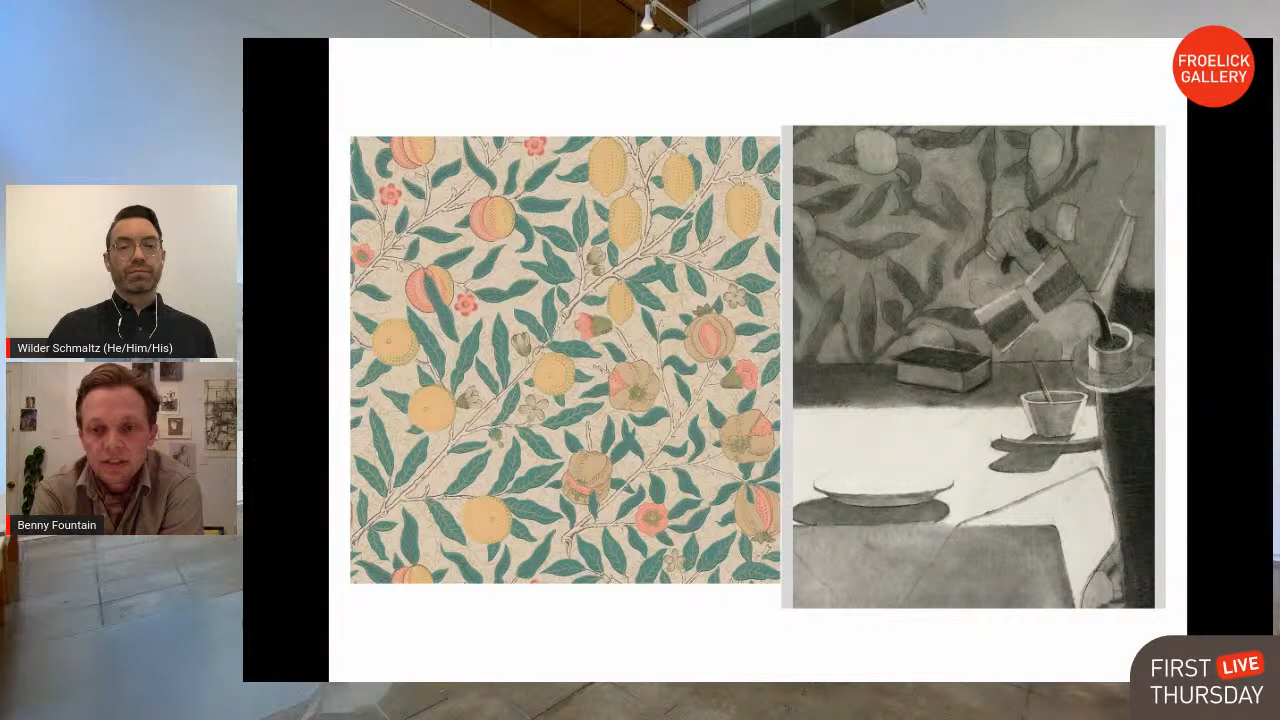 FROELICK
GALLERY
Wilder Schmaltz (He/Him/His)
Benny Fountain
FIRST LIVE
THURSDAY